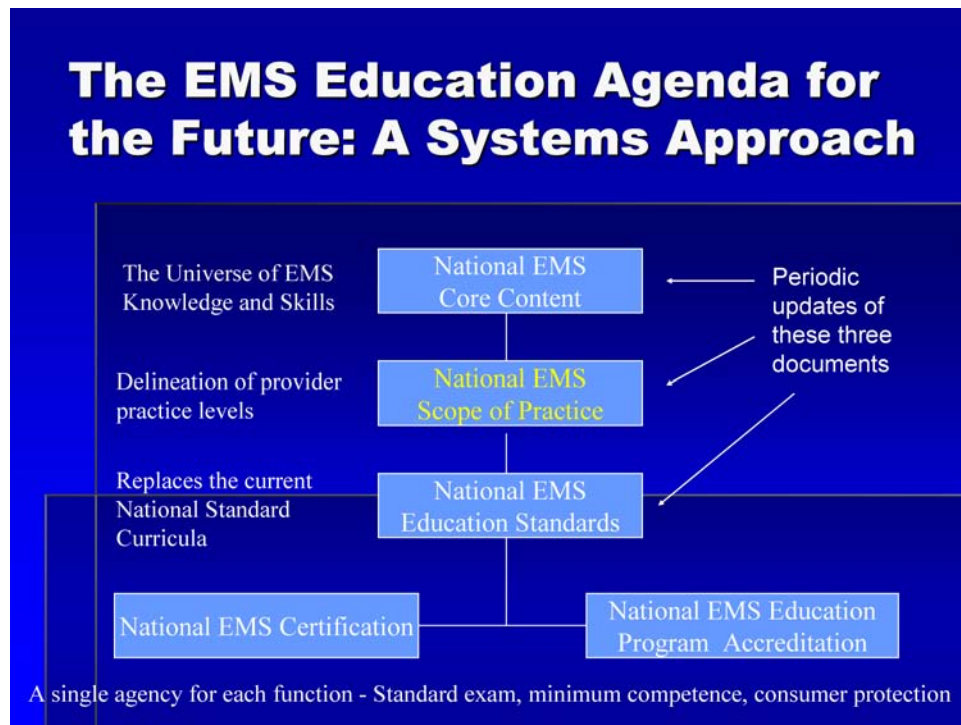 The EMS Education Agenda for
the Future: A Systems Approach
The Universe of EMS
Knowledge and Skills
National EMS
Core Content
Periodic
updates of
these three
documents
Delineation of provider
practice levels
National EMS
Scope of Practice
Replaces the current
National Standard
Curricula
National EMS
Education Standards
National EMS Certification
National EMS Education
Program Accreditation
A single agency for each function - Standard exam, minimum competence, consumer protection